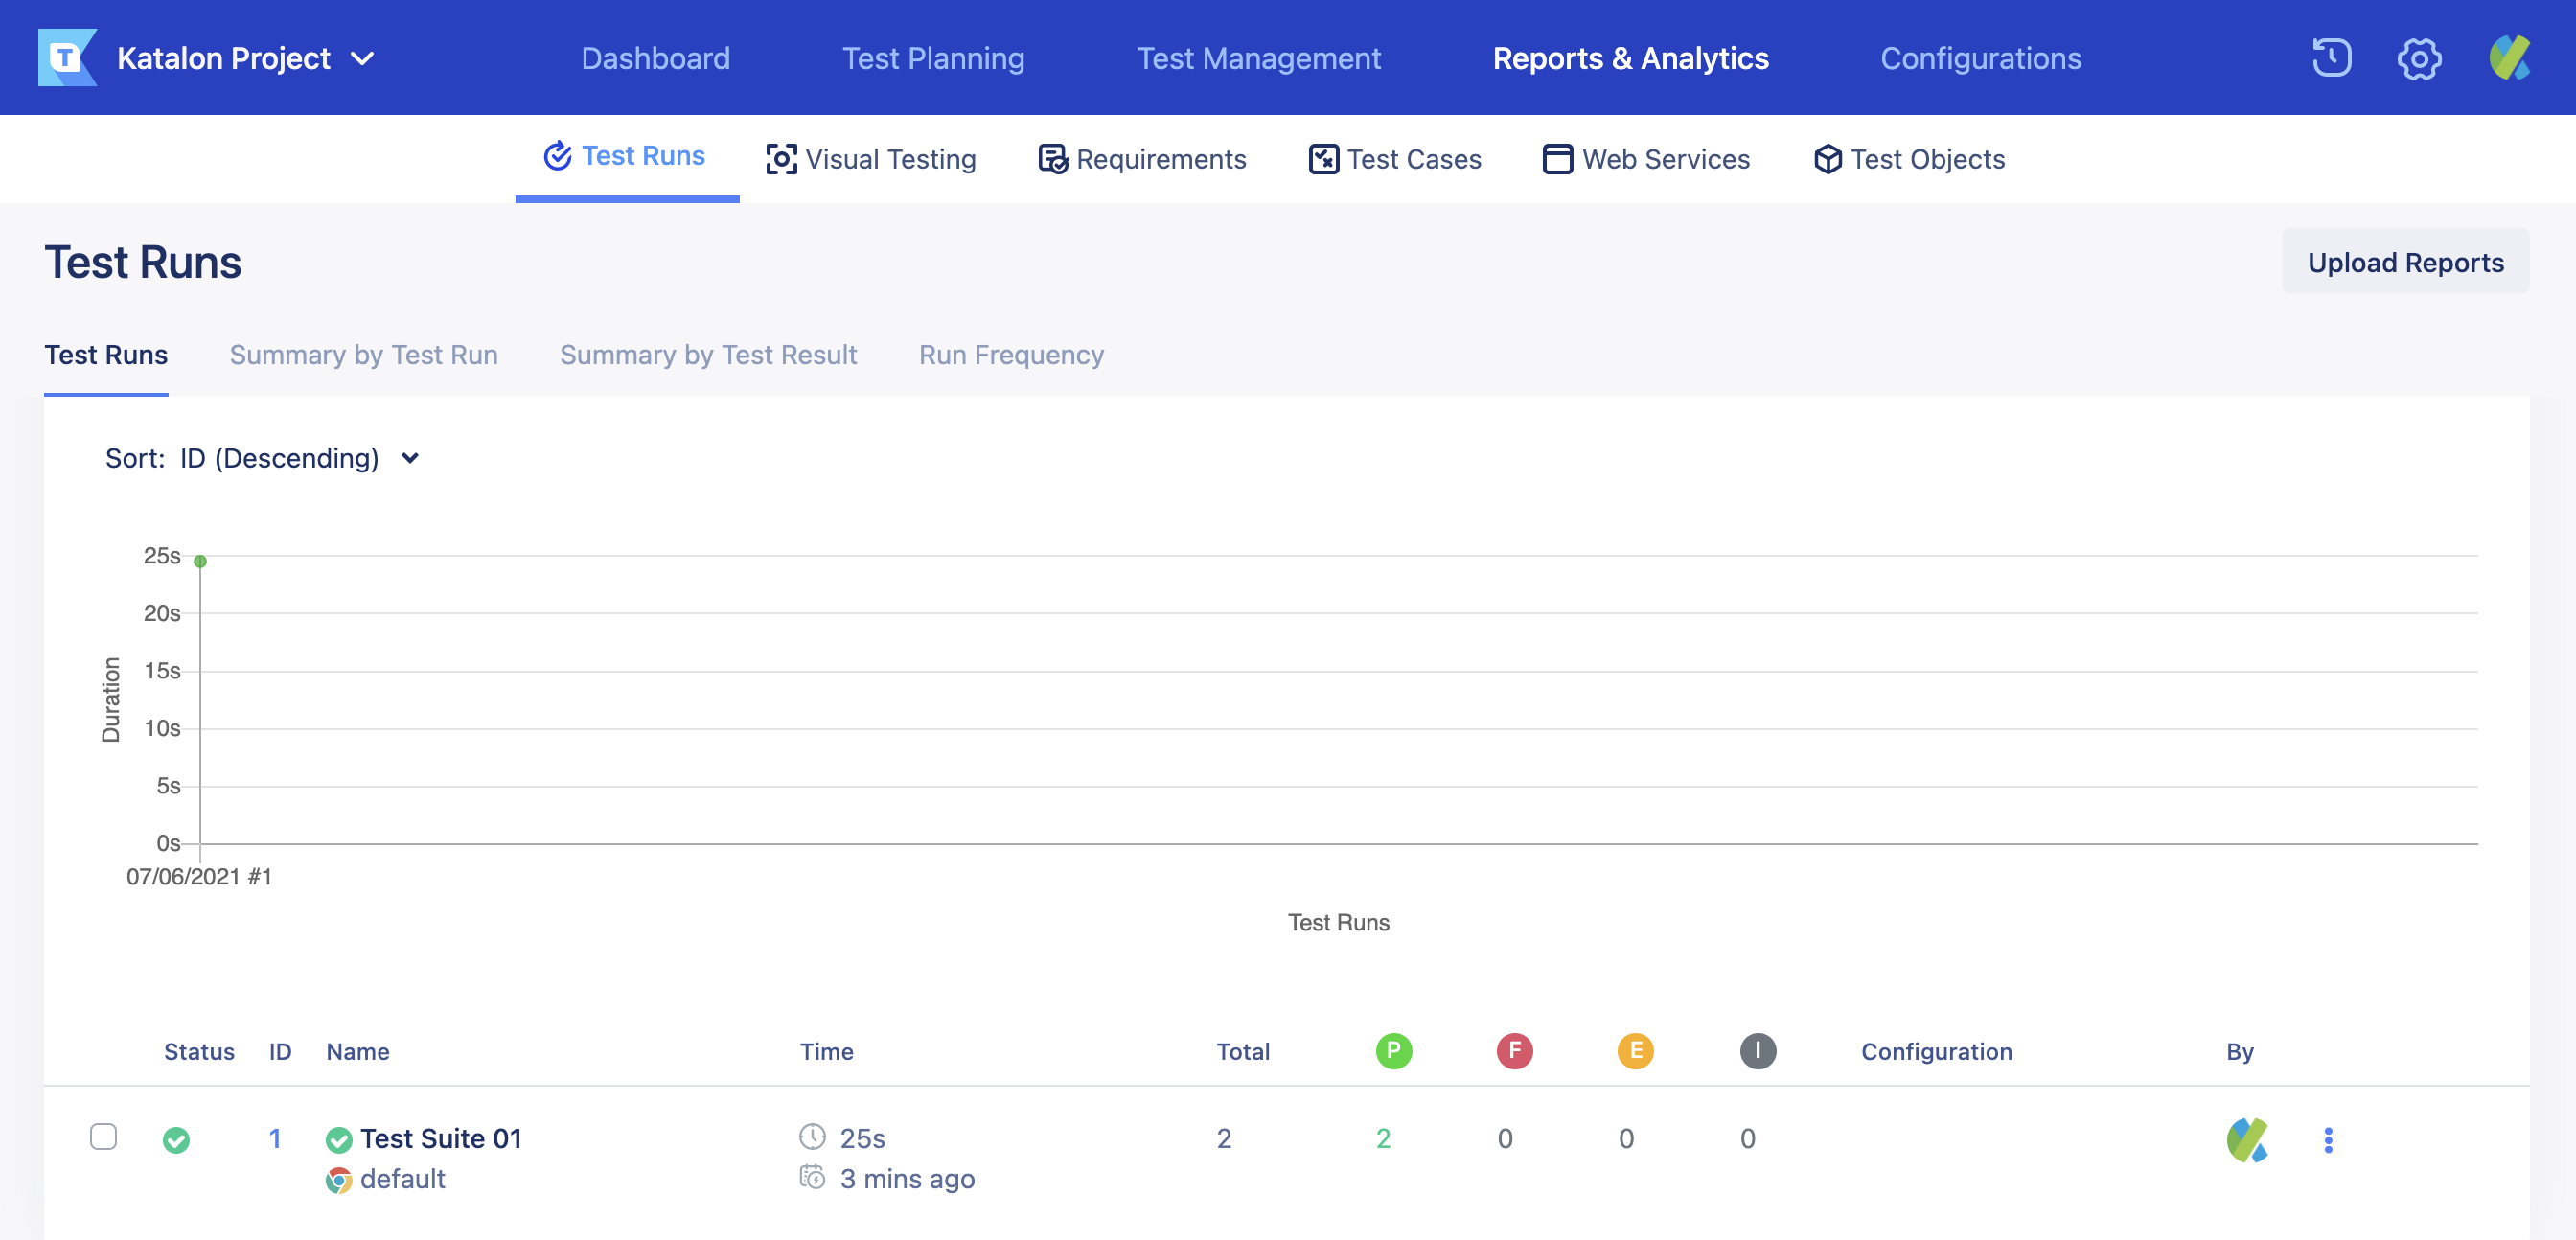 T Katalon Project Dashboard Test Planning Test Management Reports & Analytics Configurations
Test Runs Visual Testing Requirements Test Cases Web Services Test Objects
Test Runs Upload Reports
Test Runs Summary by Test Run Summary by Test Result Run Frequency
Sort: ID (Descending)
25s
20s
15s
10s
5s
0s
Duration
07/06/2021 #1
Test Runs
Status ID Name Time Total P F E I Configuration By
1 Test Suite 01 25s 2 2 0 0 0
default 3 mins ago